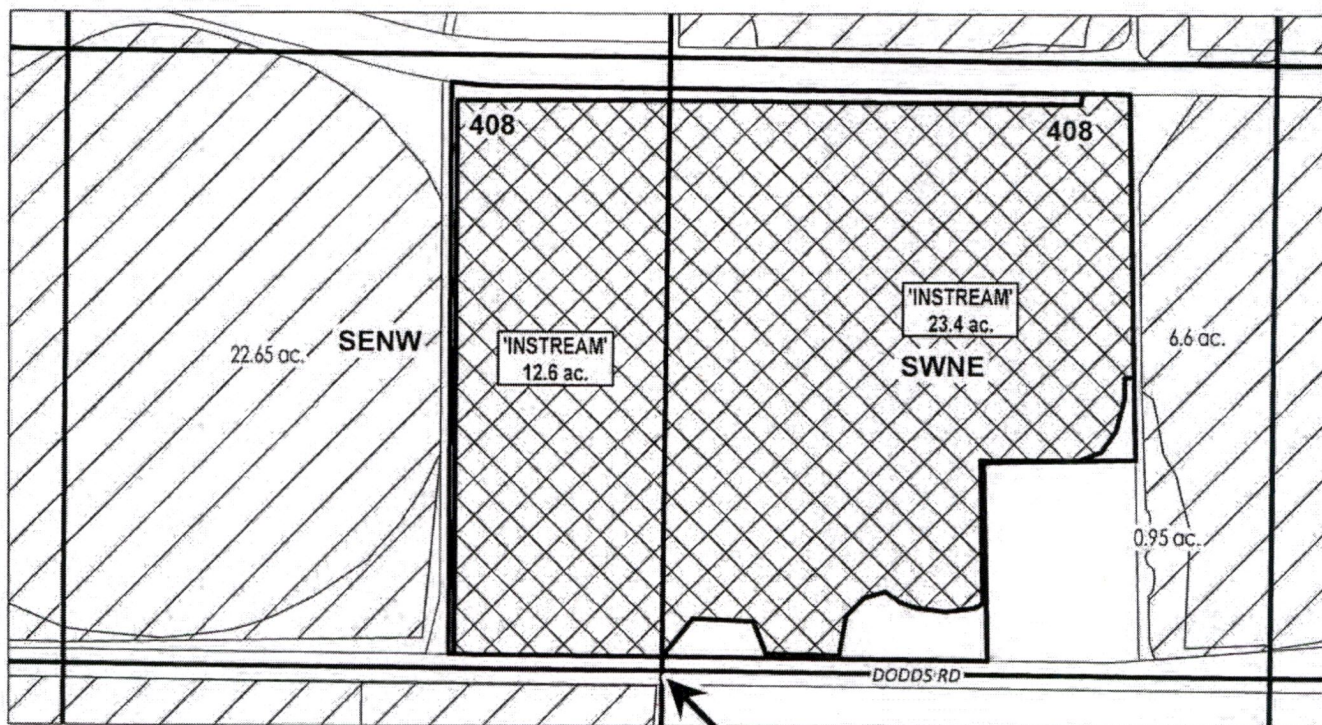 408
408
'INSTREAM'
23.4 ac.
'INSTREAM'
12.6 ac.
22.65 ac.
SENW
SWNE
6.6 ac.
0.95 ac.
DODDS RD